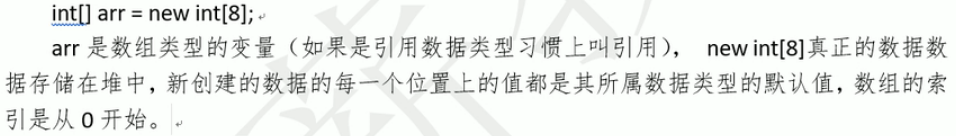 int[] arr = new int[8];
arr 是数组类型的变量（如果是引用数据类型习惯上叫引用）， new int[8]真正的数据数
据存储在堆中，新创建的数据的每一个位置上的值都是其所属数据类型的默认值，数组的索
引是从 0 开始。